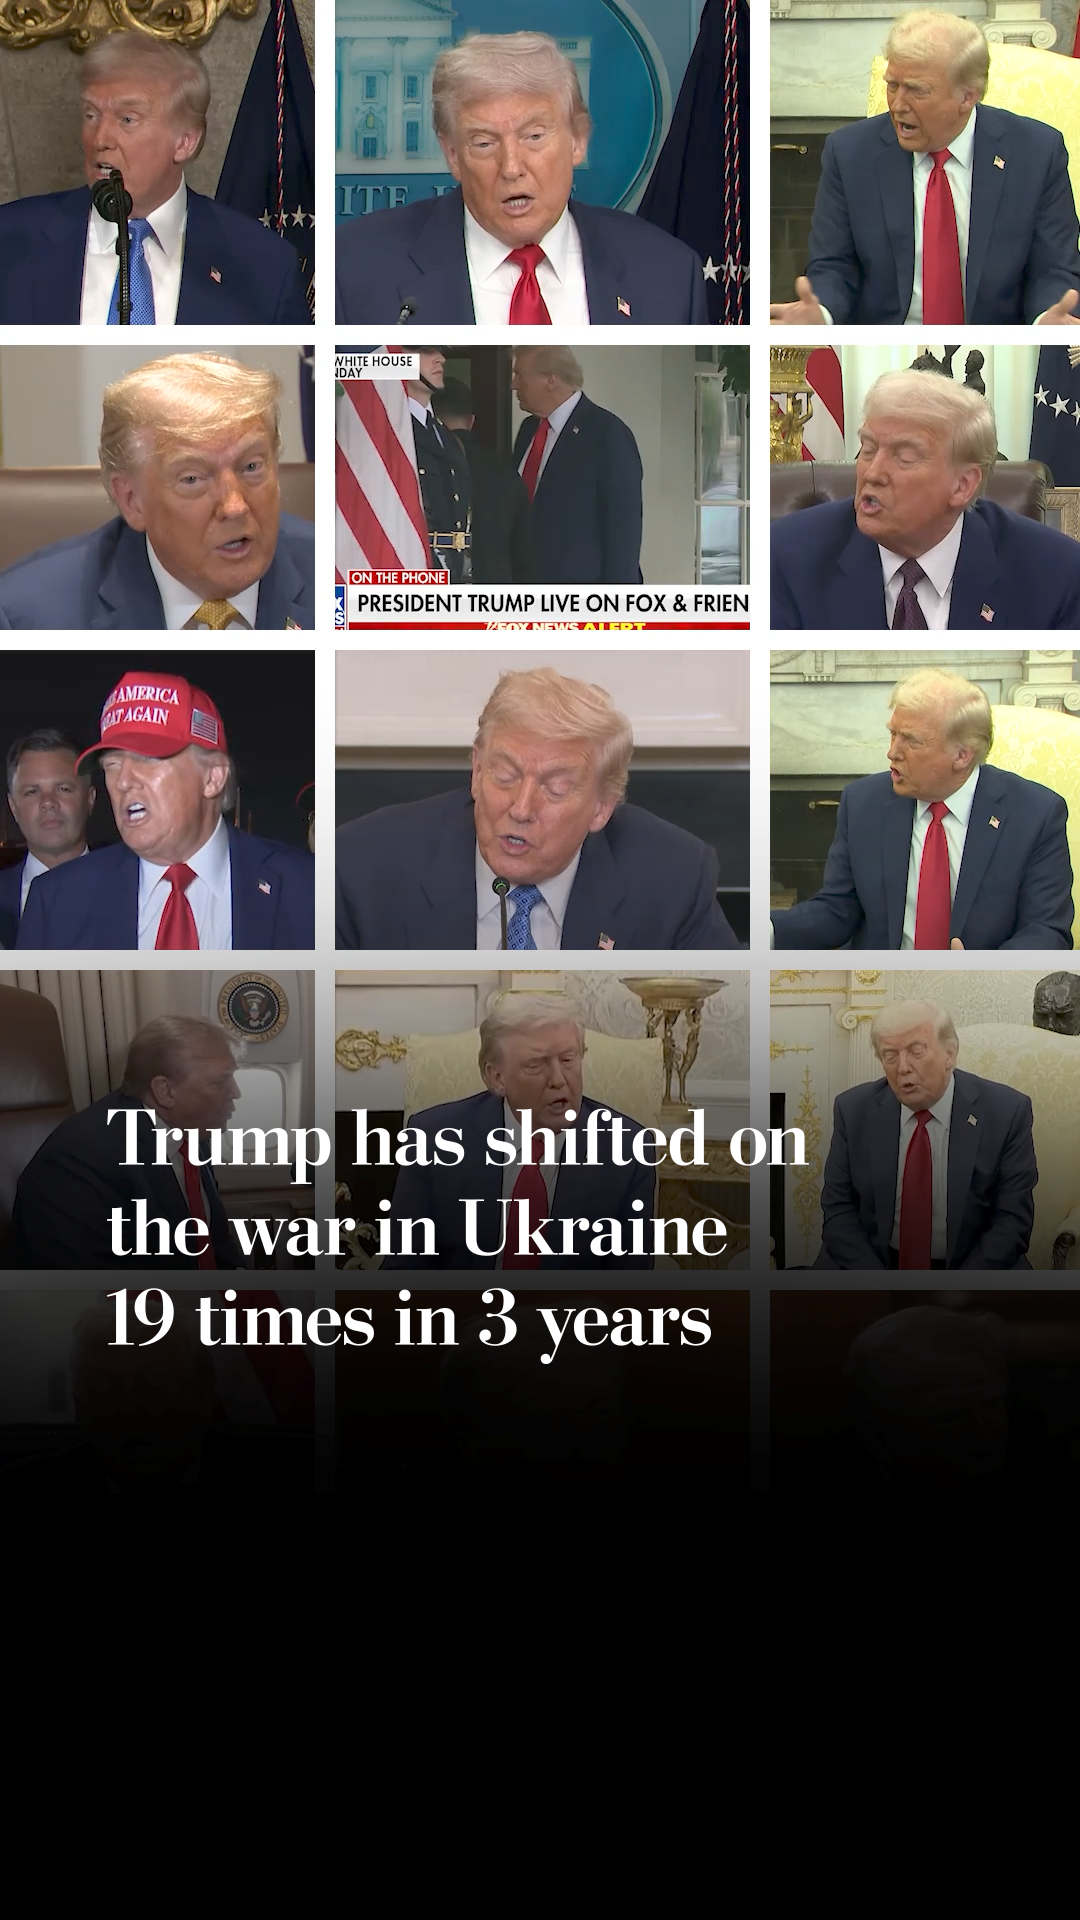 WHITE HOUSE
NDAY
ON THE PHONE
PRESIDENT TRUMP LIVE ON FOX & FRIEN
FOX NEWS ALERT
AMERICA
AT AGAIN
Trump has shifted on
the war in Ukraine
19 times in 3 years